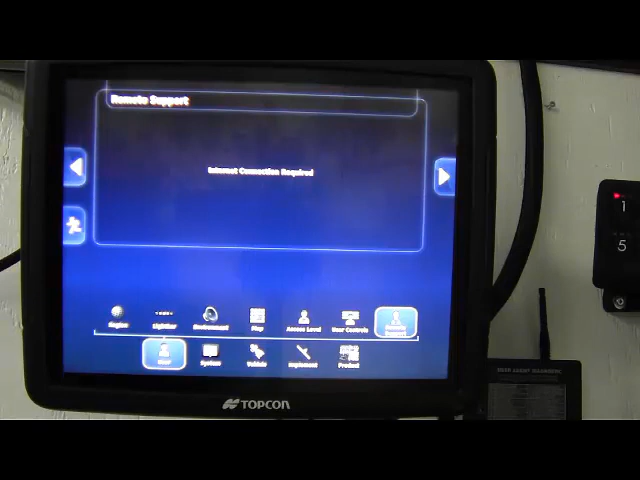 Remote Support
Internet Connection Required
Region Lightbar Environment Map Access Level User Controls Remote Support
User System Vehicle Implement Product
TOPCON
1
5